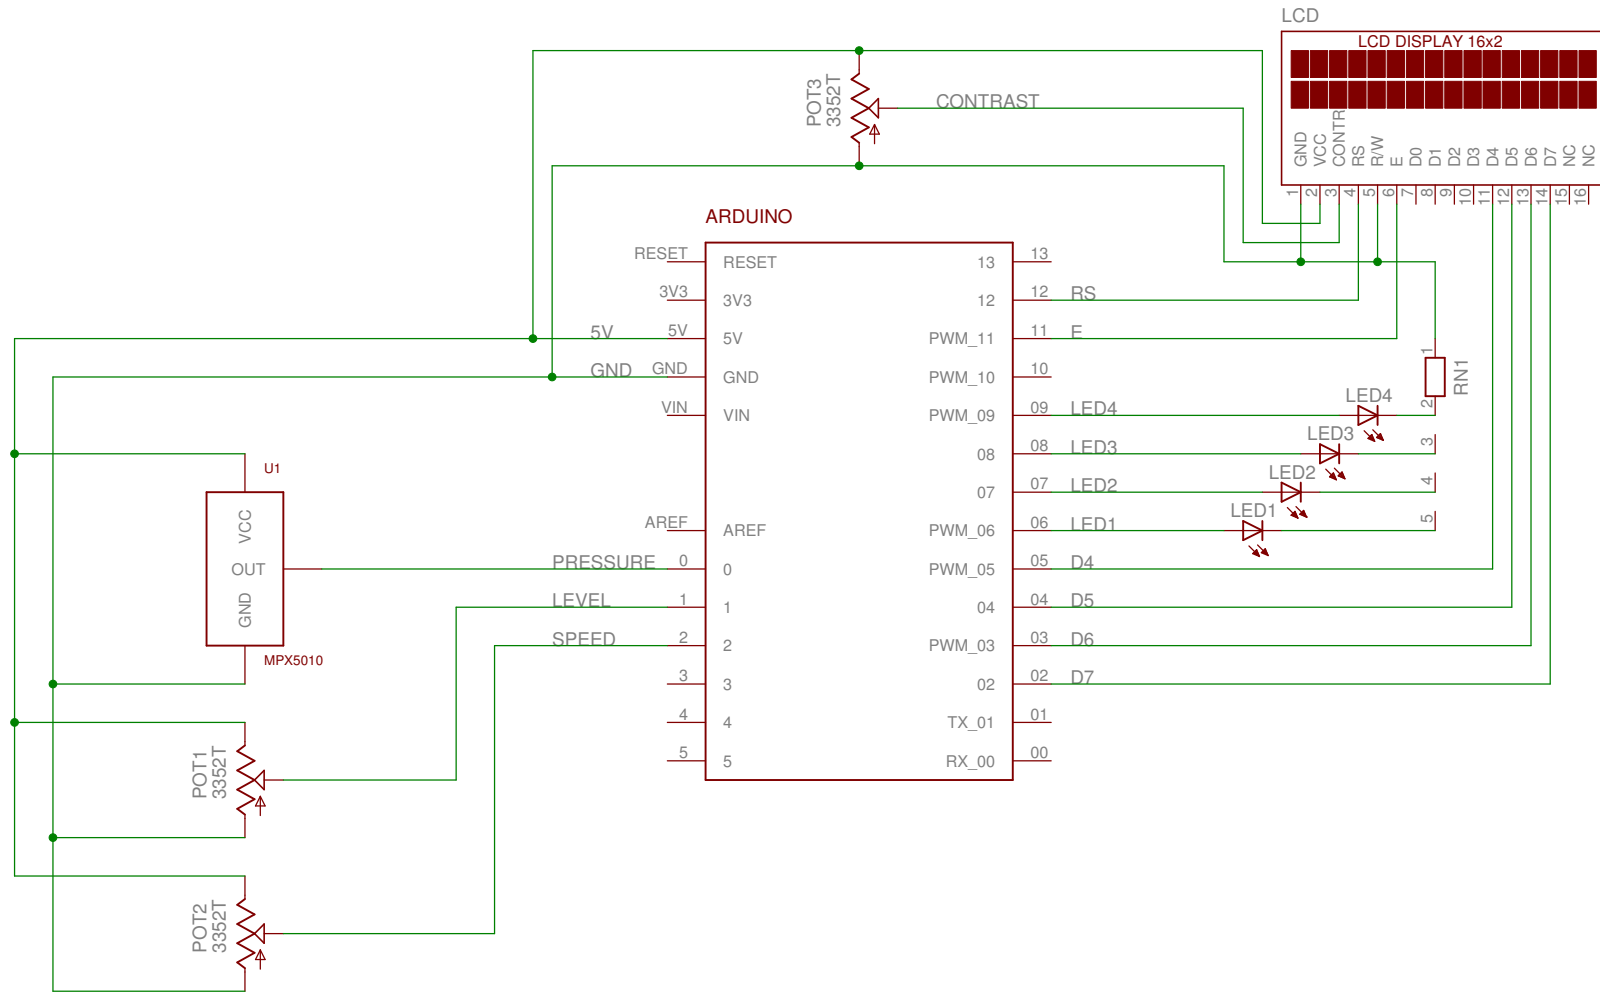 LCD
LCD DISPLAY 16x2
GND
VCC
CONTR
RS
R/W
E
D0
D1
D2
D3
D4
D5
D6
D7
NC
NC
1
2
3
4
5
6
7
8
9
10
11
12
13
14
15
16
POT3
3352T
CONTRAST
ARDUINO
RESET
RESET
3V3
3V3
5V
5V
5V
GND
GND
GND
VIN
VIN
AREF
AREF
PRESSURE
0
0
LEVEL
1
1
SPEED
2
2
3
3
4
4
5
5
13
13
12
12
RS
PWM_11
11
E
PWM_10
10
PWM_09
09
LED4
08
08
LED3
07
07
LED2
PWM_06
06
LED1
PWM_05
05
D4
04
04
D5
PWM_03
03
D6
02
02
D7
TX_01
01
RX_00
00
LED4
LED3
LED2
LED1
RN1
1
2
3
4
5
U1
VCC
OUT
GND
MPX5010
POT1
3352T
POT2
3352T